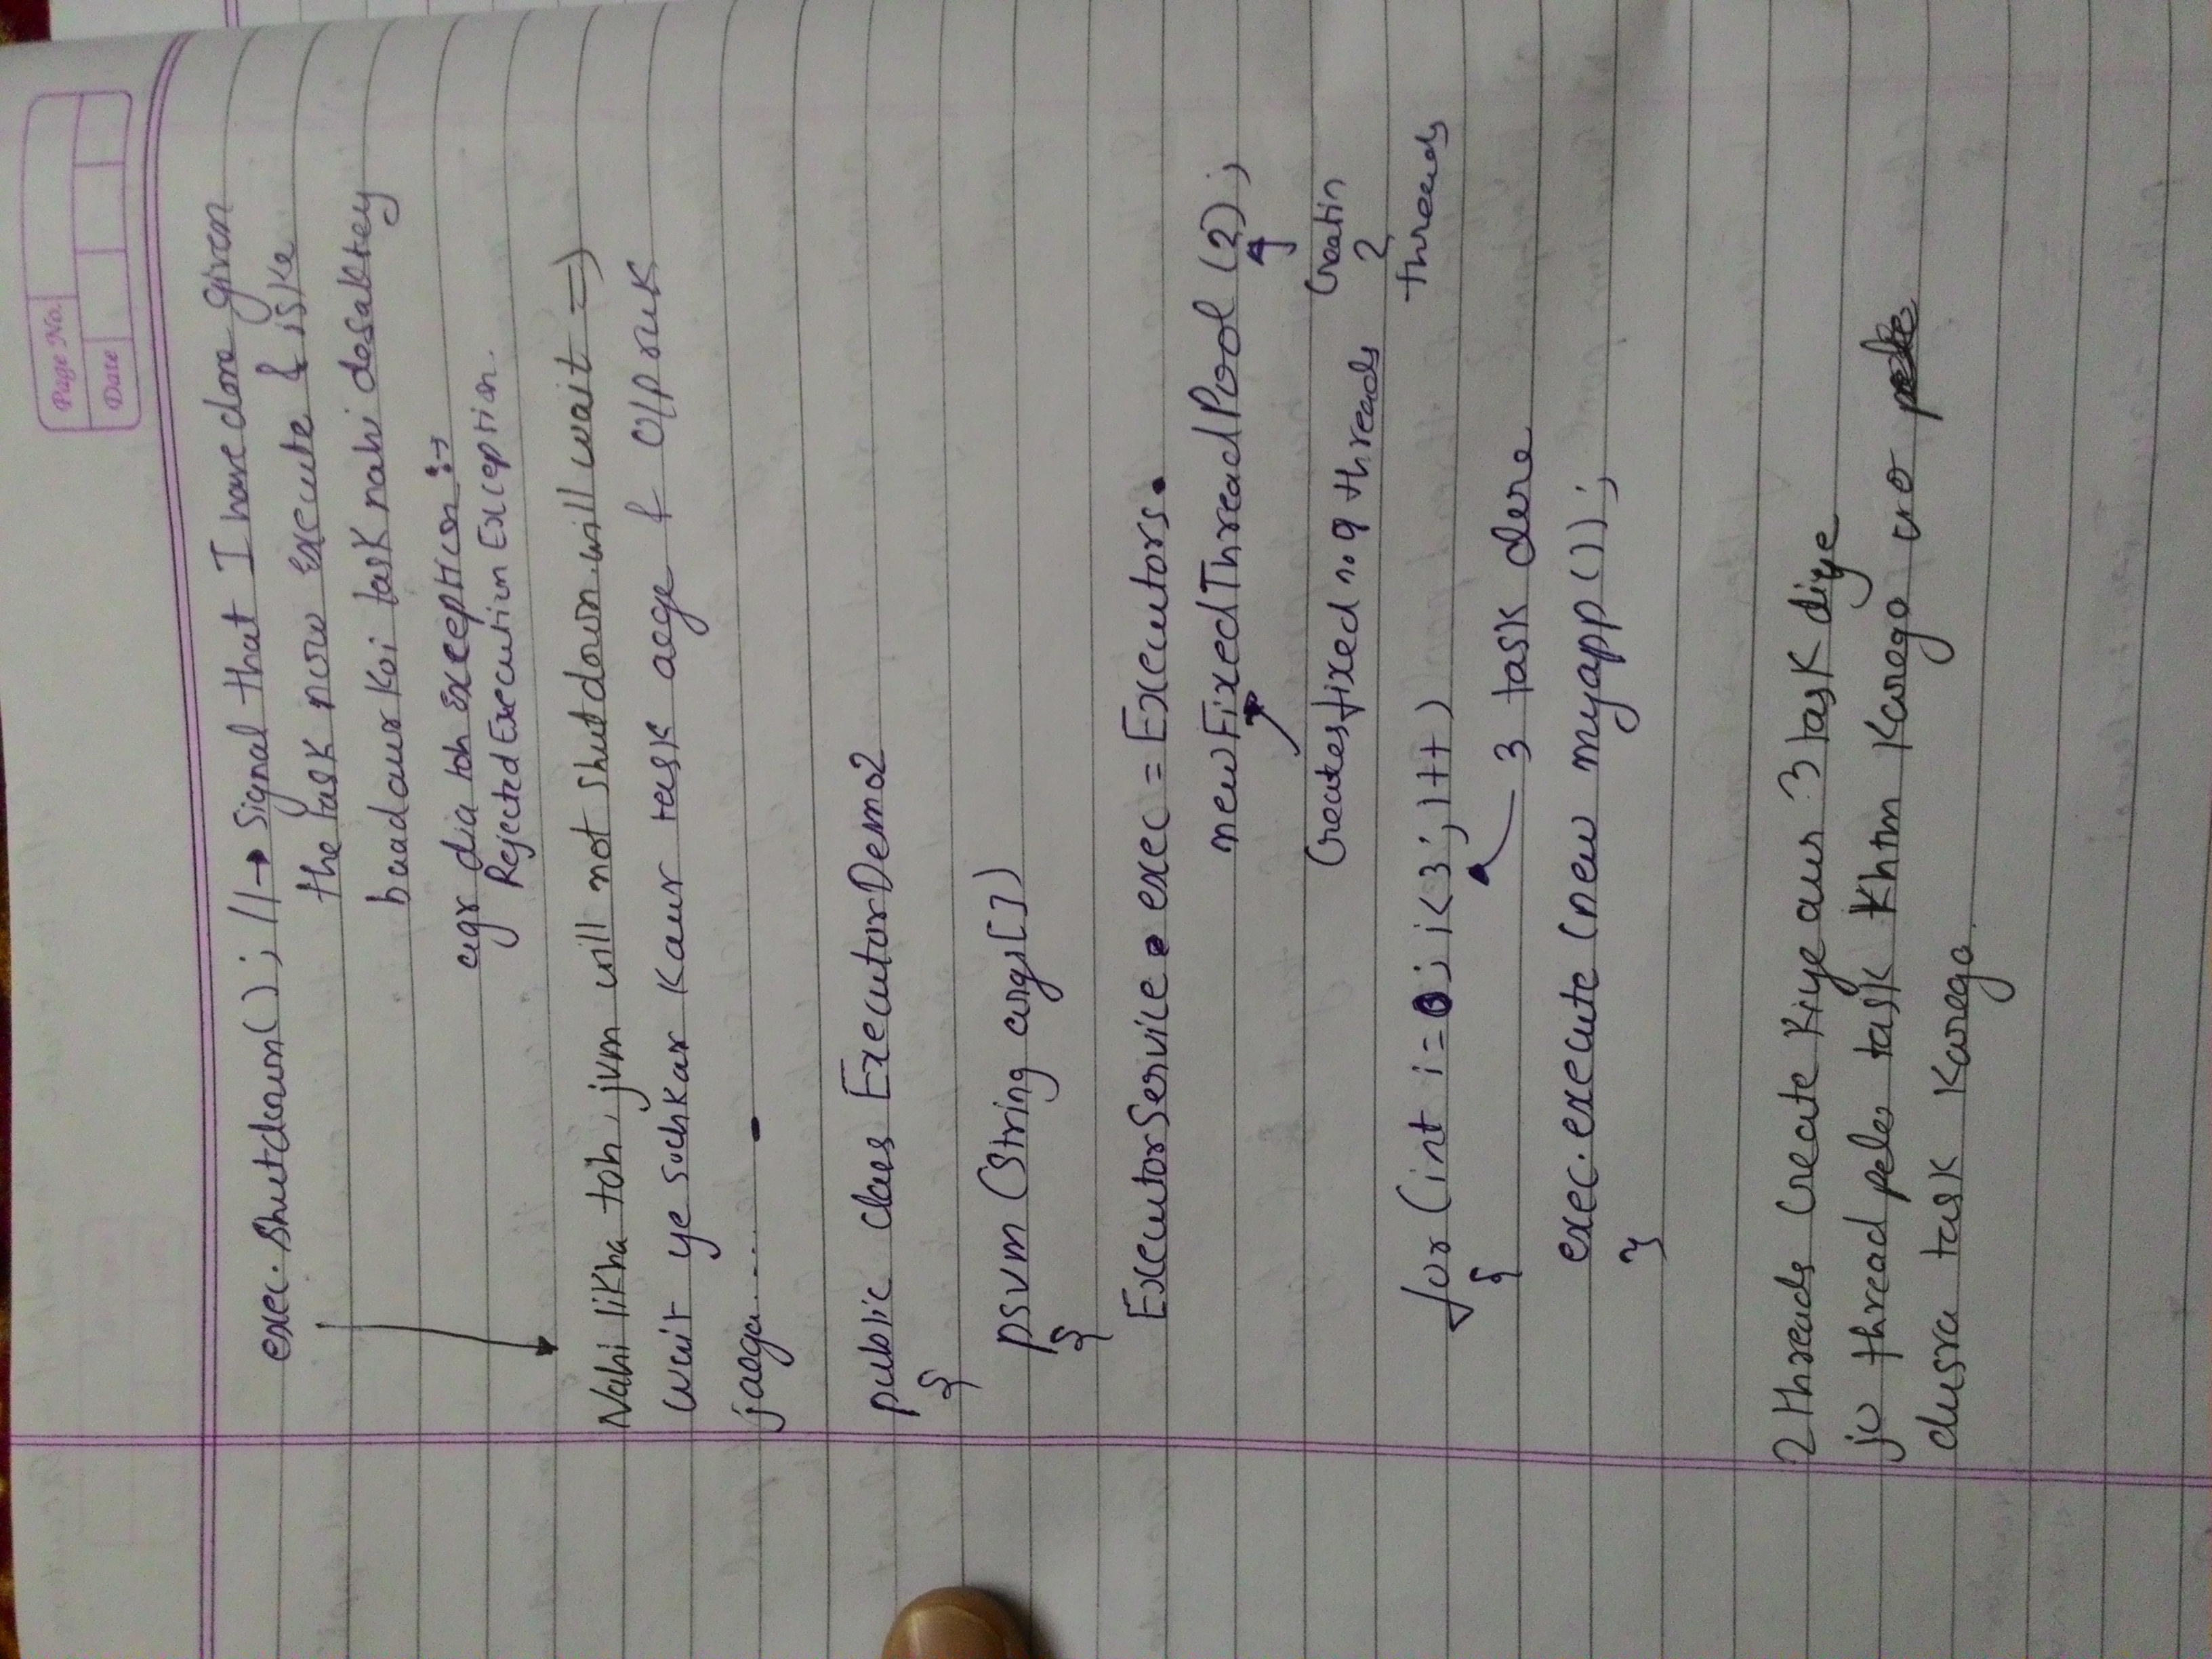 Page No.
Date
exec.shutdown(); //→ Signal that I have done given
the task now execute & iske
baad aur koi task nahi desaktey
agr dia toh exception :→
RejectedExecution Exception.
Nahi likha toh, jvm will not shutdown. will wait ⇒
wait ye sochkar k aur task aege & O/P ruk
jaega....
public class ExecutorDemo2
{
psvm (String args[])
{
ExecutorService exec = Executors.
newFixedThreadPool (2);
Creates fixed no of threads
Creatin
2
threads
for (int i=0; i<3; i++)
{
3 task dere
exec.execute (new myapp ());
}
2 threads Create kiye aur 3 task diye
jo thread pele task khtm karega wo
dusra task karega.